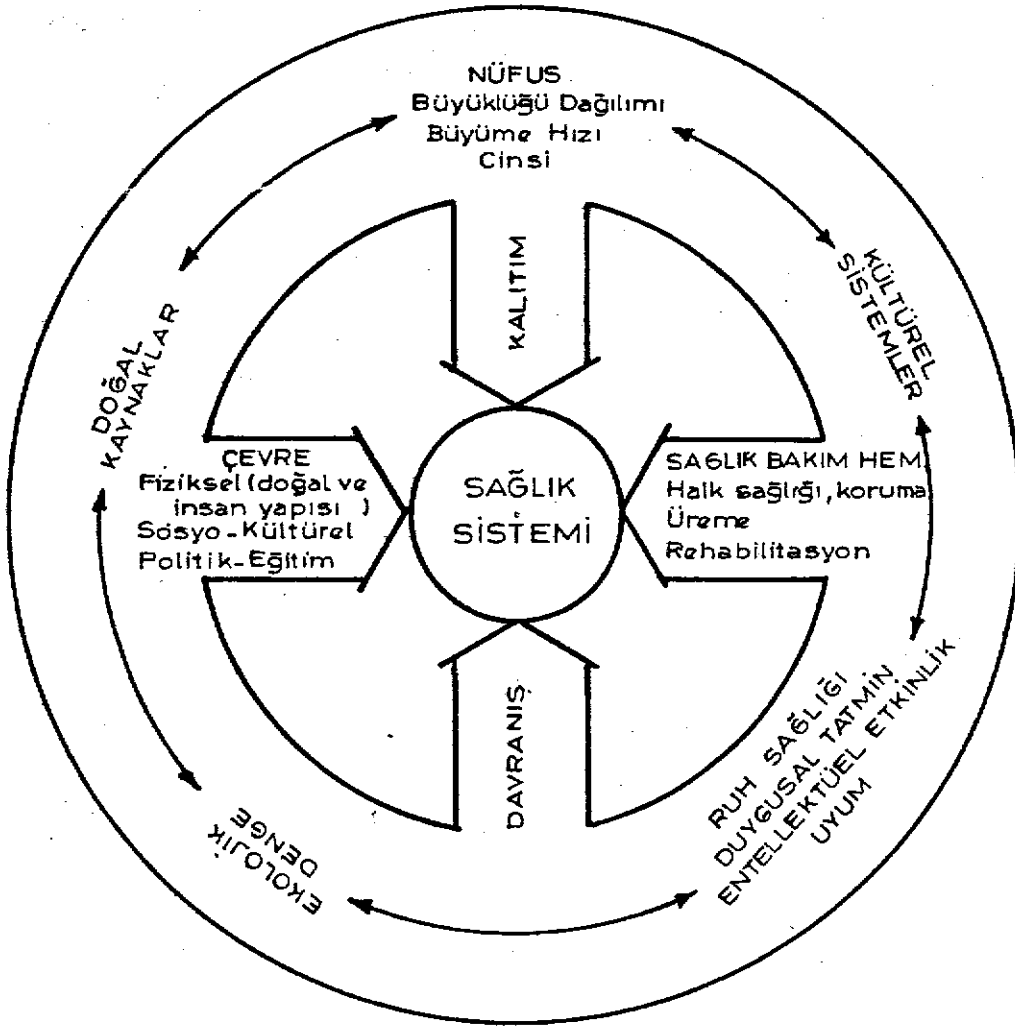 NÜFUS
Büyüklüğü Dağılımı
Büyüme Hızı
Cinsi
KÜLTÜREL
SİSTEMLER
DOĞAL
KAYNAKLAR
KALITIM
ÇEVRE
Fiziksel (doğal ve
insan yapısı )
Sosyo-Kültürel
Politik-Eğitim
SAĞLIK
SİSTEMİ
SAĞLIK BAKIM HEM.
Halk sağlığı, koruma
Üreme
Rehabilitasyon
DAVRANIŞ
RUH SAĞLIĞI
DUYGUSAL TATMİN
ENTELLEKTÜEL ETKİNLİK
UYUM
EKOLOJİK
DENGE